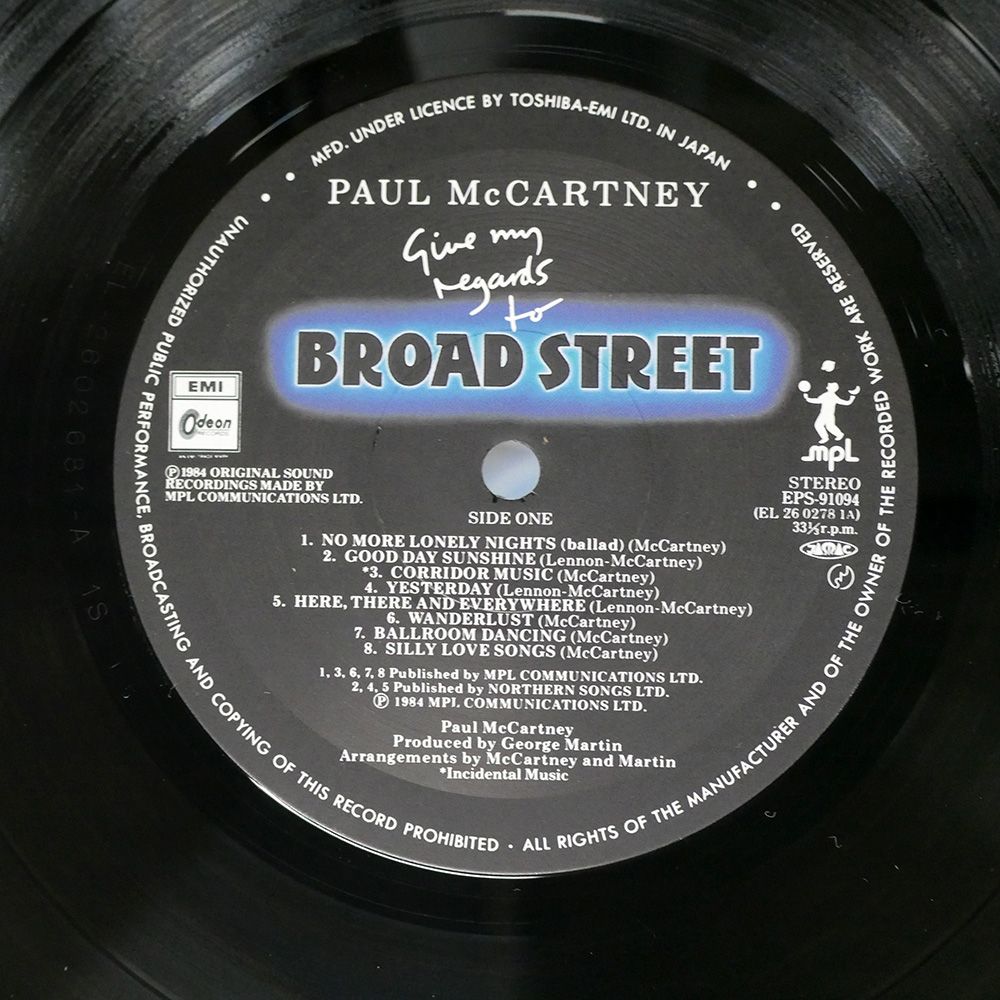 MFD. UNDER LICENCE BY TOSHIBA-EMI LTD. IN JAPAN
PAUL McCARTNEY
Give my
regards
to
BROAD STREET
EMI
Odeon
RECORDS
℗ 1984 ORIGINAL SOUND
RECORDINGS MADE BY
MPL COMMUNICATIONS LTD.
mpl
STEREO
EPS-91094
(EL 26 0278 1A)
33⅓ r.p.m.
JASRAC
SIDE ONE
1. NO MORE LONELY NIGHTS (ballad) (McCartney)
2. GOOD DAY SUNSHINE (Lennon-McCartney)
*3. CORRIDOR MUSIC (McCartney)
4. YESTERDAY (Lennon-McCartney)
5. HERE, THERE AND EVERYWHERE (Lennon-McCartney)
6. WANDERLUST (McCartney)
7. BALLROOM DANCING (McCartney)
8. SILLY LOVE SONGS (McCartney)
1, 3, 6, 7, 8 Published by MPL COMMUNICATIONS LTD.
2, 4, 5 Published by NORTHERN SONGS LTD.
℗ 1984 MPL COMMUNICATIONS LTD.
Paul McCartney
Produced by George Martin
Arrangements by McCartney and Martin
*Incidental Music
UNAUTHORIZED PUBLIC PERFORMANCE, BROADCASTING AND COPYING OF THIS RECORD PROHIBITED · ALL RIGHTS OF THE MANUFACTURER AND OF THE OWNER OF THE RECORDED WORK ARE RESERVED